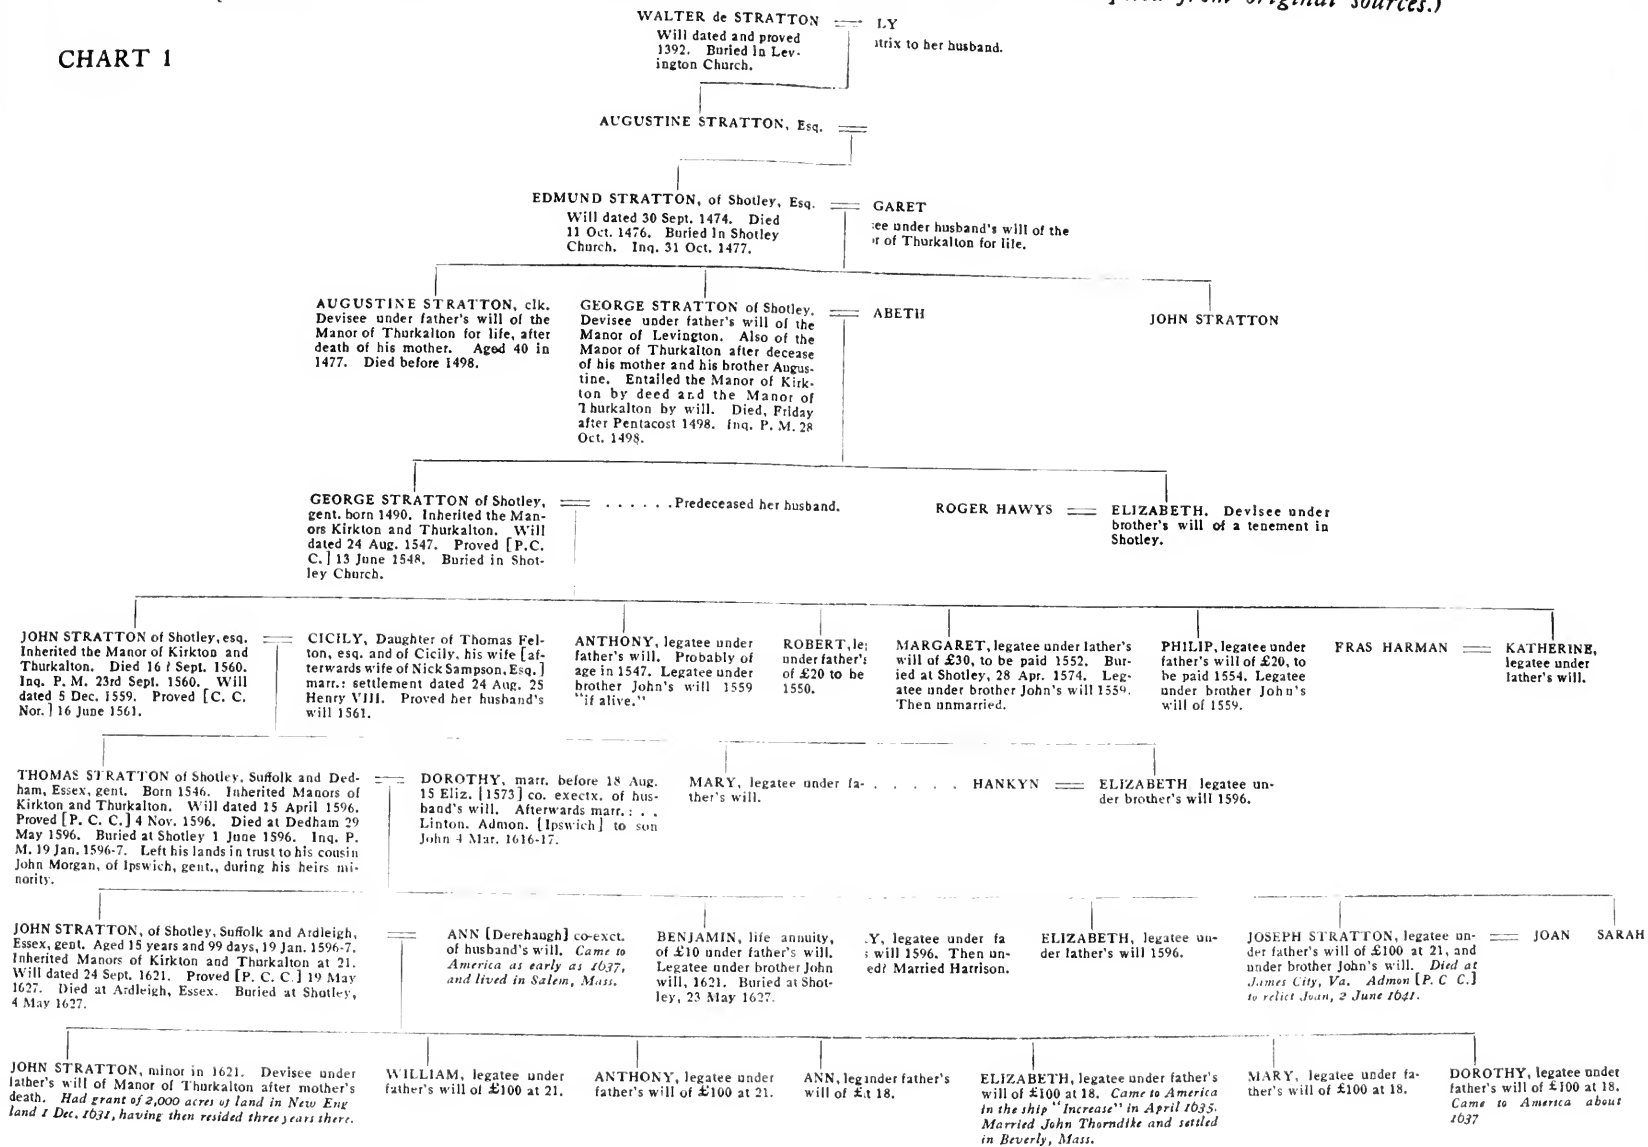 original sources.)
CHART 1
WALTER de STRATTON
Will dated and proved
1392. Buried in Lev-
ington Church.
LY
trix to her husband.
AUGUSTINE STRATTON, Esq.
EDMUND STRATTON, of Shotley, Esq.
Will dated 30 Sept. 1474. Died
11 Oct. 1476. Buried in Shotley
Church. Inq. 31 Oct. 1477.
GARET
ee under husband's will of the
r of Thurkalton for life.
AUGUSTINE STRATTON, clk.
Devisee under father's will of the
Manor of Thurkalton for life, after
death of his mother. Aged 40 in
1477. Died before 1498.
GEORGE STRATTON of Shotley.
Devisee under father's will of the
Manor of Levington. Also of the
Manor of Thurkalton after decease
of his mother and his brother Augus-
tine. Entailed the Manor of Kirk-
ton by deed and the Manor of
Thurkalton by will. Died, Friday
after Pentacost 1498. Inq. P. M. 28
Oct. 1498.
ABETH
JOHN STRATTON
GEORGE STRATTON of Shotley,
gent. born 1490. Inherited the Man-
ors Kirkton and Thurkalton. Will
dated 24 Aug. 1547. Proved [P.C.
C.] 13 June 1548. Buried in Shot-
ley Church.
. . . . . . Predeceased her husband.
ROGER HAWYS
ELIZABETH. Devisee under
brother's will of a tenement in
Shotley.
JOHN STRATTON of Shotley, esq.
Inherited the Manor of Kirkton and
Thurkalton. Died 16 Sept. 1560.
Inq. P. M. 23rd Sept. 1560. Will
dated 5 Dec. 1559. Proved [C. C.
Nor.] 16 June 1561.
CICILY, Daughter of Thomas Fel-
ton, esq. and of Cicily, his wife [af-
terwards wife of Nick Sampson, Esq.]
marr.: settlement dated 24 Aug. 25
Henry VIII. Proved her husband's
will 1561.
ANTHONY, legatee under
father's will. Probably of
age in 1547. Legatee under
brother John's will 1559
"if alive."
ROBERT, le
under father's
of £20 to be
1550.
MARGARET, legatee under father's
will of £30, to be paid 1552. Bur-
ied at Shotley, 28 Apr. 1574. Leg-
atee under brother John's will 1559.
Then unmarried.
PHILIP, legatee under
father's will of £20, to
be paid 1554. Legatee
under brother John's
will of 1559.
FRAS HARMAN
KATHERINE,
legatee under
father's will.
THOMAS STRATTON of Shotley, Suffolk and Ded-
ham, Essex, gent. Born 1546. Inherited Manors of
Kirkton and Thurkalton. Will dated 15 April 1596.
Proved [P. C. C.] 4 Nov. 1596. Died at Dedham 29
May 1596. Buried at Shotley 1 June 1596. Inq. P.
M. 19 Jan. 1596-7. Left his lands in trust to his cousin
John Morgan, of Ipswich, gent., during his heirs mi-
nority.
DOROTHY, marr. before 18 Aug.
15 Eliz. [1573] co. exectx. of hus-
band's will. Afterwards marr.: . .
Linton. Admon. [Ipswich] to son
John 4 Mar. 1616-17.
MARY, legatee under fa-
ther's will.
. . . . . . HANKYN
ELIZABETH, legatee un-
der brother's will 1596.
JOHN STRATTON, of Shotley, Suffolk and Ardleigh,
Essex, gent. Aged 15 years and 99 days, 19 Jan. 1596-7.
Inherited Manors of Kirkton and Thurkalton at 21.
Will dated 24 Sept. 1621. Proved [P. C. C.] 19 May
1627. Died at Ardleigh, Essex. Buried at Shotley,
4 May 1627.
ANN [Derehaugh] co-exct.
of husband's will. Came to
America as early as 1637,
and lived in Salem, Mass.
BENJAMIN, life annuity,
of £10 under father's will.
Legatee under brother John
will, 1621. Buried at Shot-
ley, 23 May 1627.
Y, legatee under fa
s will 1596. Then un-
ed? Married Harrison.
ELIZABETH, legatee un-
der father's will 1596.
JOSEPH STRATTON, legatee un-
der father's will of £100 at 21, and
under brother John's will. Died at
James City, Va. Admon [P. C C.]
to relict Joan, 2 June 1641.
JOAN
SARAH
JOHN STRATTON, minor in 1621. Devisee under
father's will of Manor of Thurkalton after mother's
death. Had grant of 2,000 acres of land in New Eng
land 1 Dec. 1631, having then resided three years there.
WILLIAM, legatee under
father's will of £100 at 21.
ANTHONY, legatee under
father's will of £100 at 21.
ANN, leg nder father's
will of £ t 18.
ELIZABETH, legatee under father's
will of £100 at 18. Came to America
in the ship "Increase" in April 1635.
Married John Thorndike and settled
in Beverly, Mass.
MARY, legatee under fa-
ther's will of £100 at 18.
DOROTHY, legatee under
father's will of £100 at 18.
Came to America about
1637